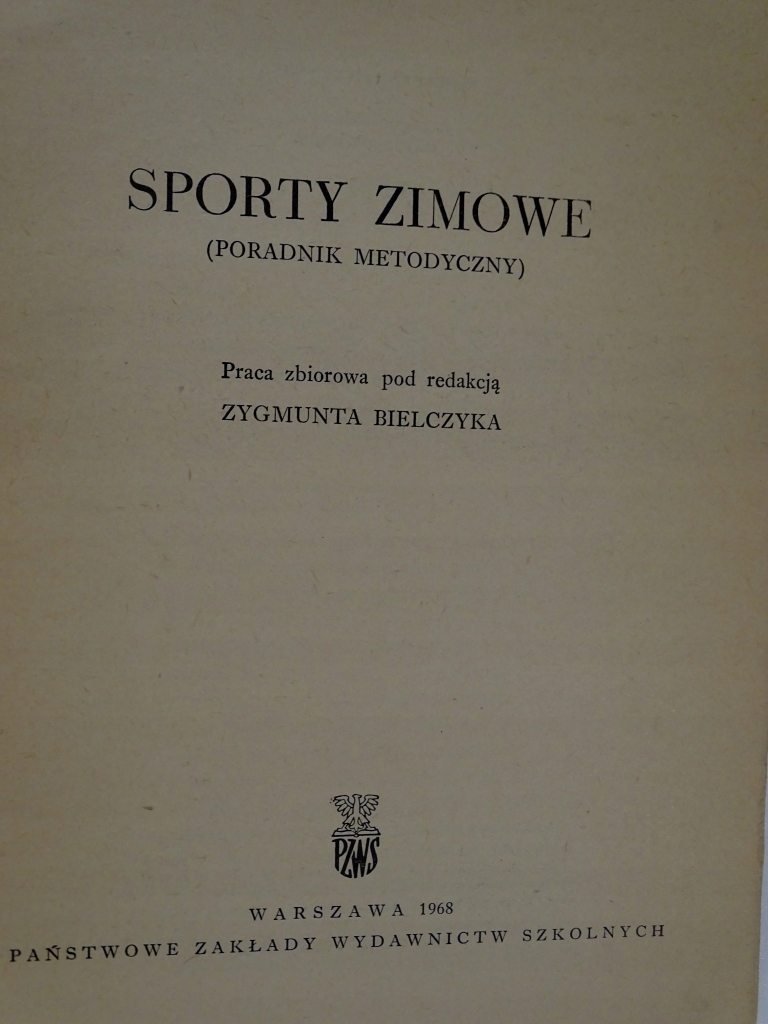 SPORTY ZIMOWE
(PORADNIK METODYCZNY)
Praca zbiorowa pod redakcją
ZYGMUNTA BIELCZYKA
PZWS
WARSZAWA 1968
PAŃSTWOWE ZAKŁADY WYDAWNICTW SZKOLNYCH